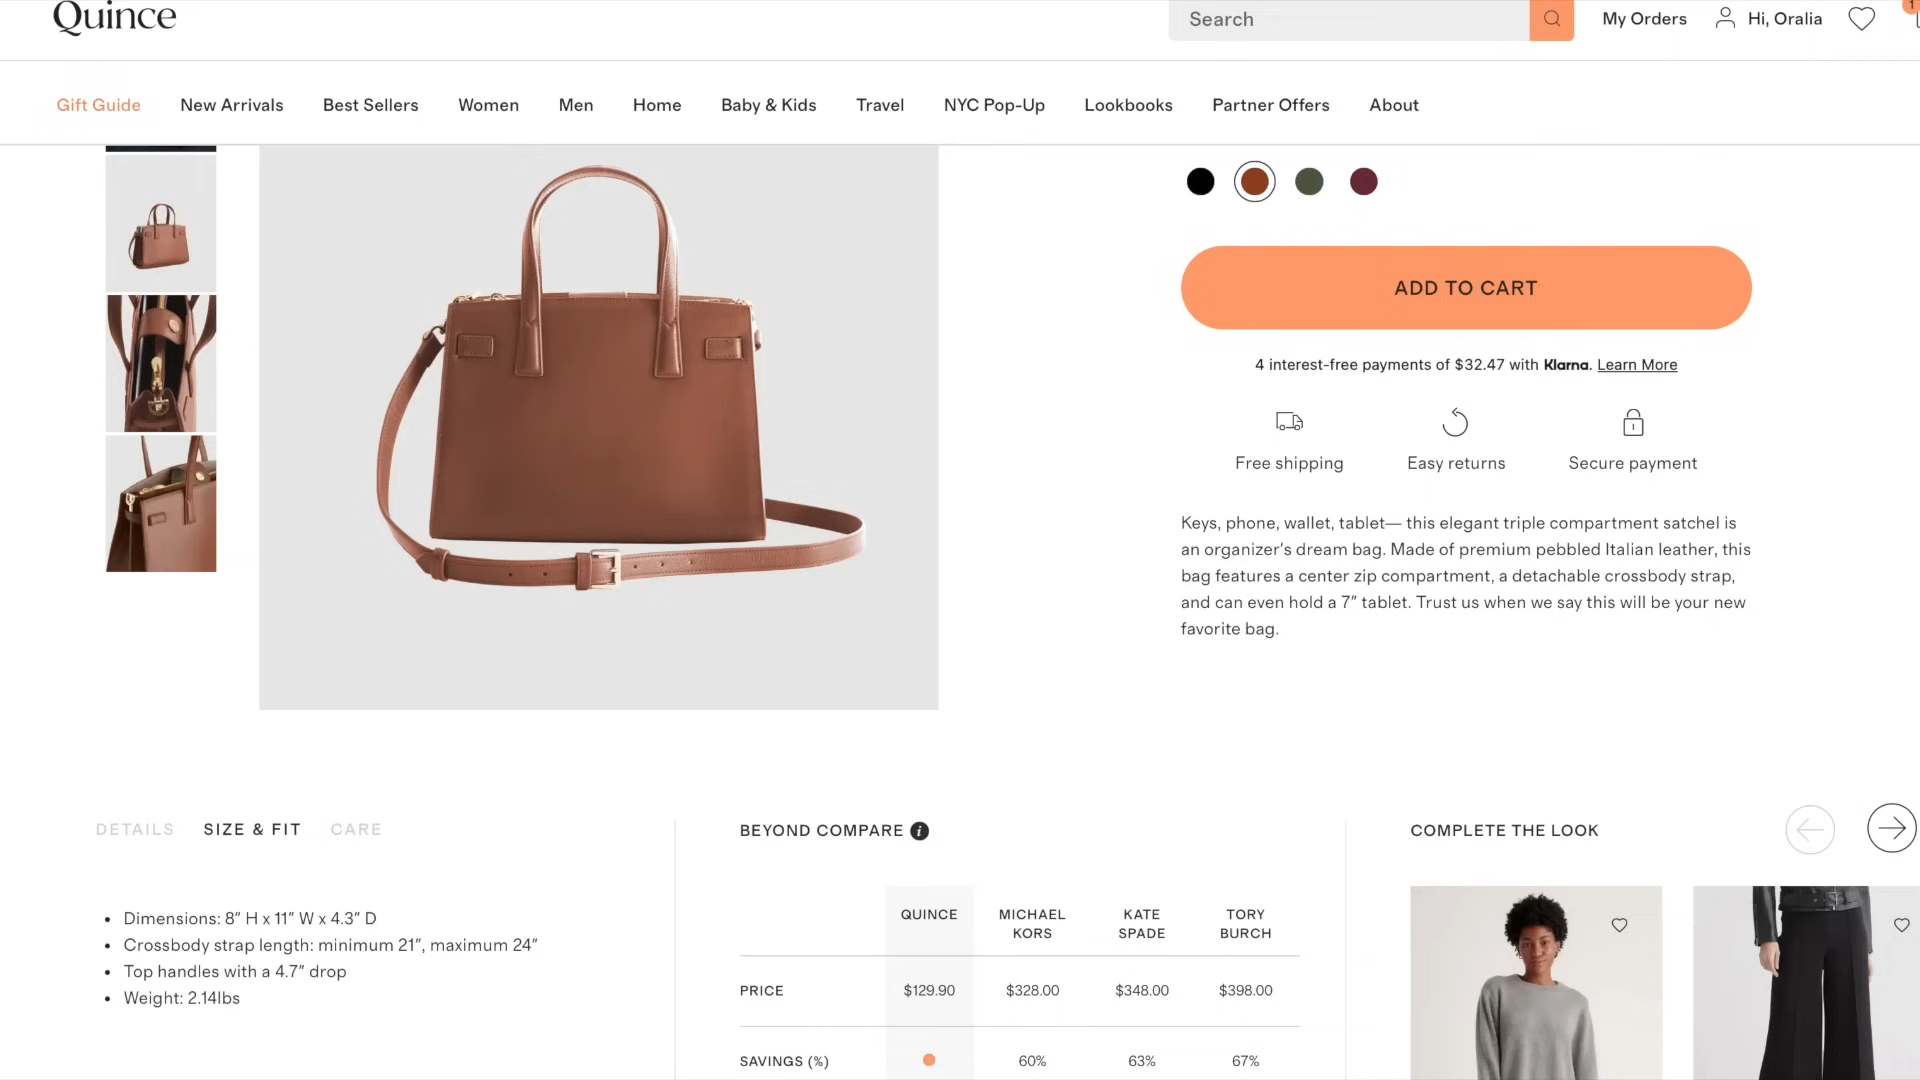 Quince
Search
My Orders
Hi, Oralia
1
Gift Guide
New Arrivals
Best Sellers
Women
Men
Home
Baby & Kids
Travel
NYC Pop-Up
Lookbooks
Partner Offers
About
ADD TO CART
4 interest-free payments of $32.47 with Klarna. Learn More
Free shipping
Easy returns
Secure payment
Keys, phone, wallet, tablet— this elegant triple compartment satchel is
an organizer's dream bag. Made of premium pebbled Italian leather, this
bag features a center zip compartment, a detachable crossbody strap,
and can even hold a 7" tablet. Trust us when we say this will be your new
favorite bag.
DETAILS
SIZE & FIT
CARE
• Dimensions: 8" H x 11" W x 4.3" D
• Crossbody strap length: minimum 21", maximum 24"
• Top handles with a 4.7" drop
• Weight: 2.14lbs
BEYOND COMPARE i
QUINCE
MICHAEL
KORS
KATE
SPADE
TORY
BURCH
PRICE
$129.90
$328.00
$348.00
$398.00
SAVINGS (%)
60%
63%
67%
COMPLETE THE LOOK